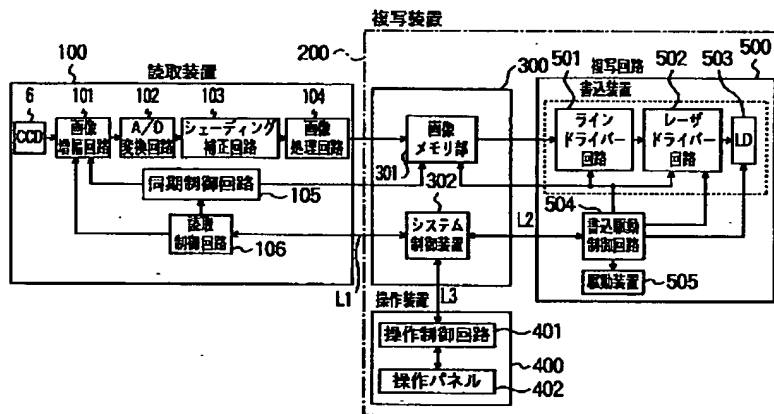 複写装置
200
100
読取装置
6
101
102
103
104
CCD
画像
増幅回路
A/D
変換回路
シェーディング
補正回路
画像
処理回路
同期制御回路
105
読取
制御回路
106
L1
300
画像
メモリ部
301
302
システム
制御装置
L2
L3
操作装置
操作制御回路
401
操作パネル
402
400
複写回路
500
書込装置
501
502
503
ライン
ドライバー
回路
レーザ
ドライバー
回路
LD
504
書込駆動
制御回路
駆動装置
505